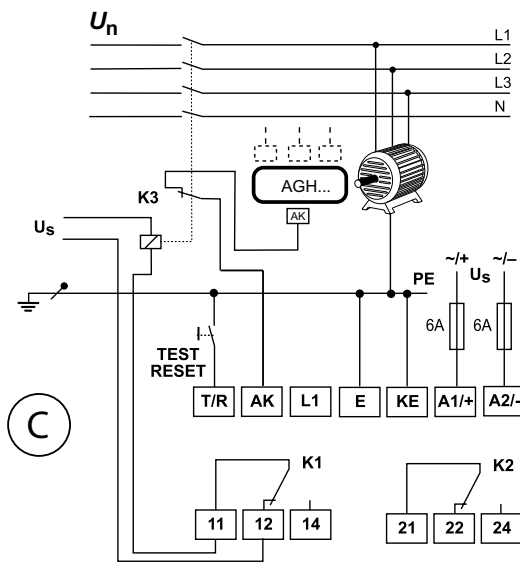 Un
L1
L2
L3
N
AGH...
K3
AK
Us
~/+
~/–
Us
PE
6A
6A
TEST
RESET
T/R
AK
L1
E
KE
A1/+
A2/-
C
K1
K2
11
12
14
21
22
24